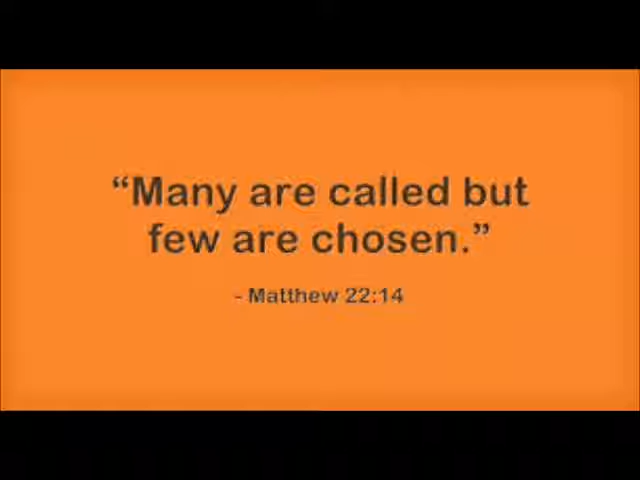 “Many are called but
few are chosen.”
- Matthew 22:14